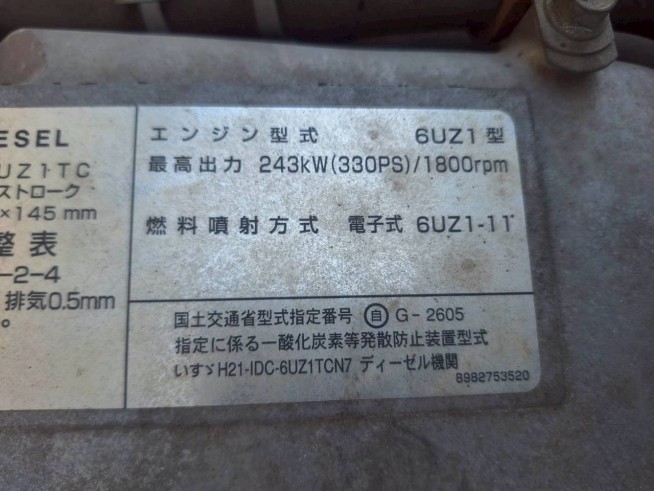 ESEL
UZ1TC
ストローク
×145 mm
整表
-2-4
排気0.5mm
。
エンジン型式 6UZ1型
最高出力 243kW(330PS)/1800rpm
燃料噴射方式 電子式 6UZ1-11
国土交通省型式指定番号 自 G-2605
指定に係る一酸化炭素等発散防止装置型式
いすゞH21-IDC-6UZ1TCN7 ディーゼル機関
8982753520